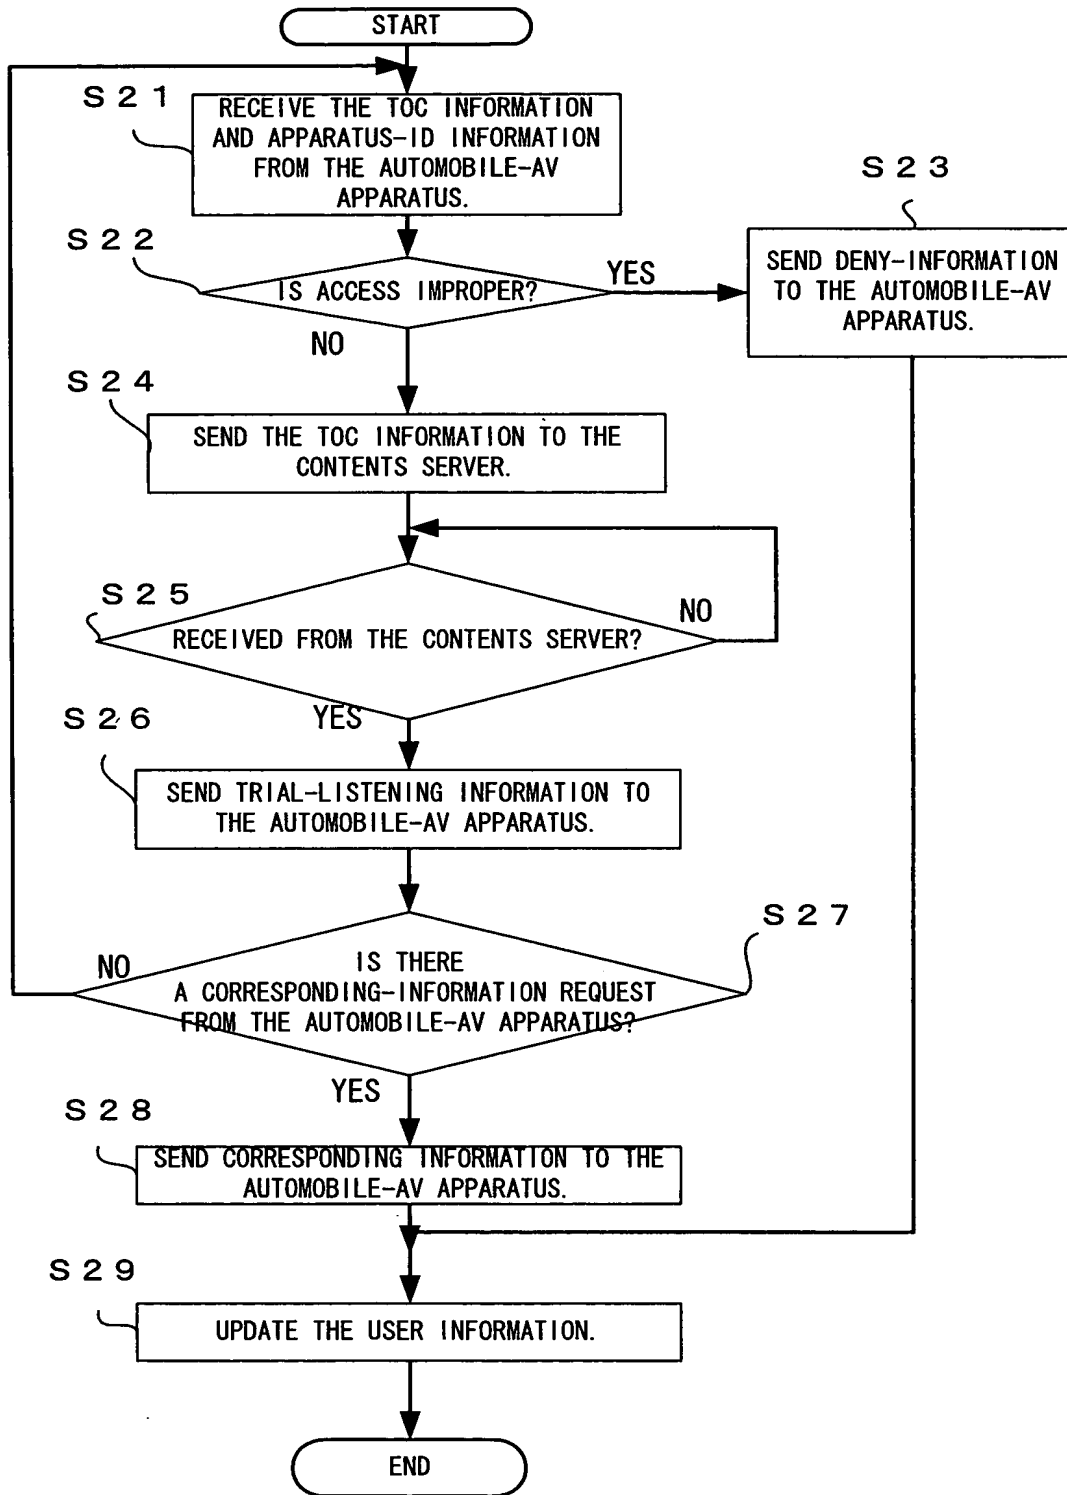 START
S21
RECEIVE THE TOC INFORMATION
AND APPARATUS-ID INFORMATION
FROM THE AUTOMOBILE-AV
APPARATUS.
S22
IS ACCESS IMPROPER?
YES
NO
S23
SEND DENY-INFORMATION
TO THE AUTOMOBILE-AV
APPARATUS.
S24
SEND THE TOC INFORMATION TO THE
CONTENTS SERVER.
S25
RECEIVED FROM THE CONTENTS SERVER?
NO
YES
S26
SEND TRIAL-LISTENING INFORMATION TO
THE AUTOMOBILE-AV APPARATUS.
S27
NO
IS THERE
A CORRESPONDING-INFORMATION REQUEST
FROM THE AUTOMOBILE-AV APPARATUS?
YES
S28
SEND CORRESPONDING INFORMATION TO THE
AUTOMOBILE-AV APPARATUS.
S29
UPDATE THE USER INFORMATION.
END